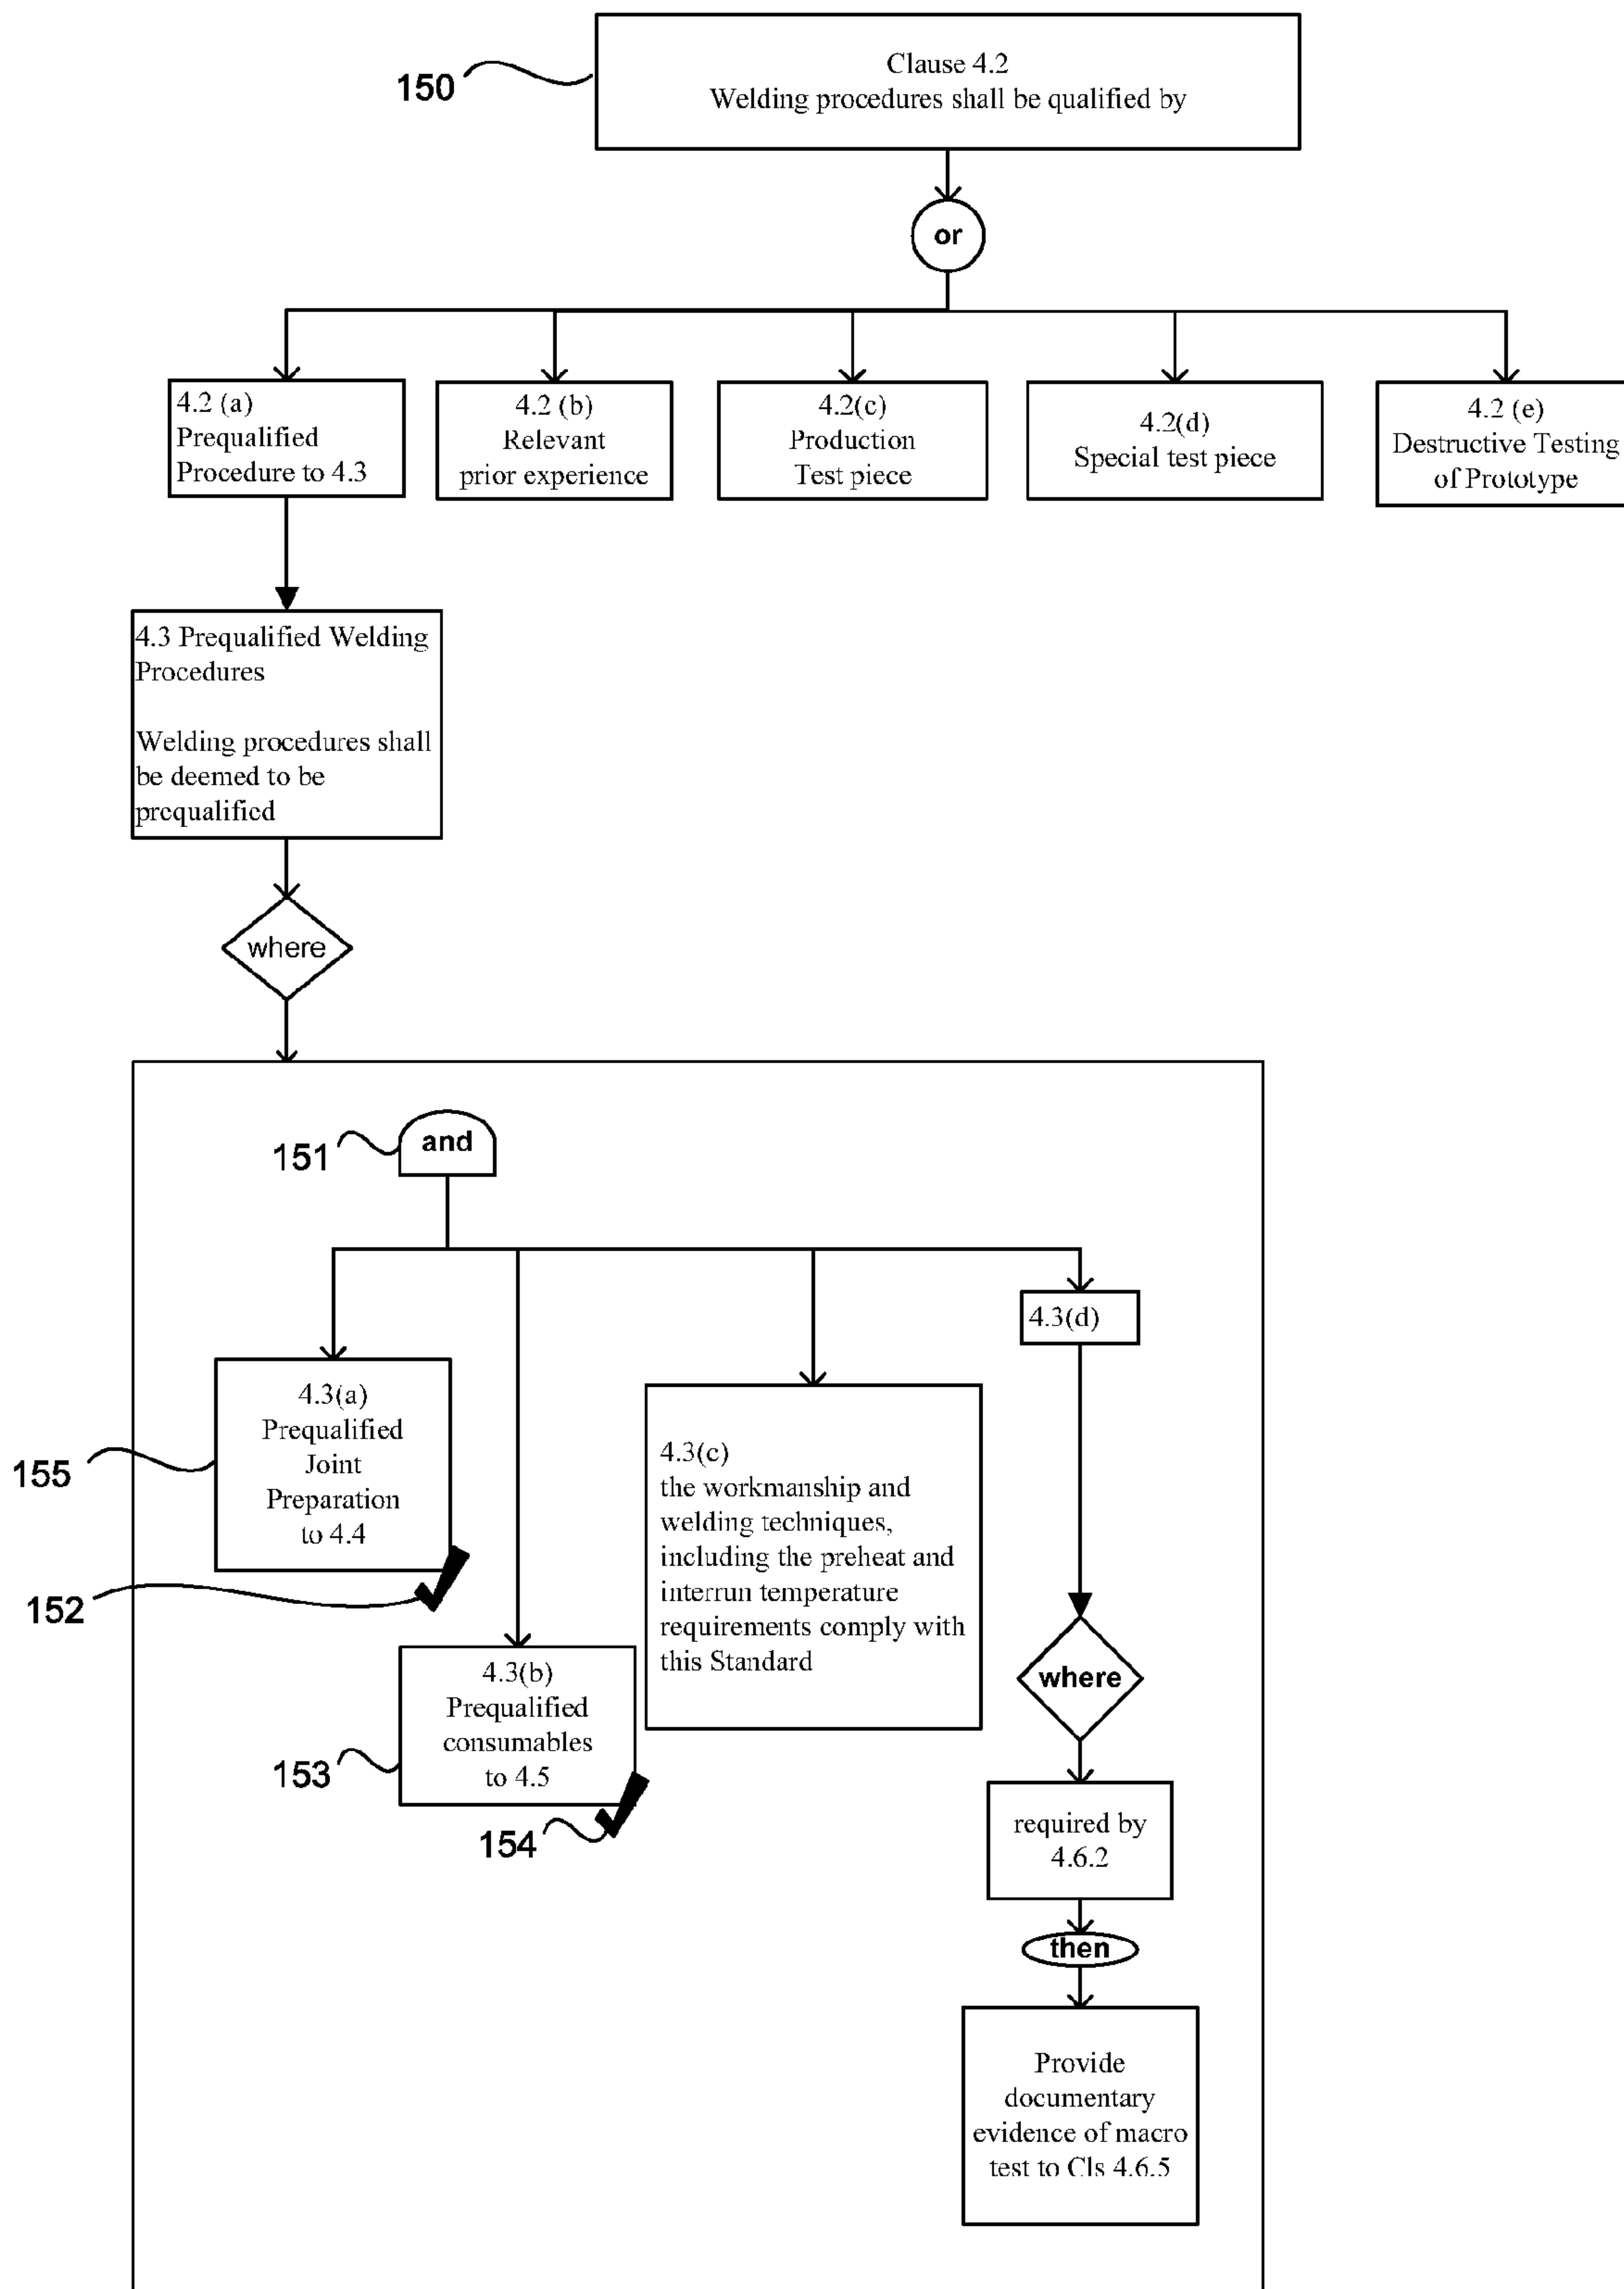 150
Clause 4.2
Welding procedures shall be qualified by
or
4.2 (a)
Prequalified
Procedure to 4.3
4.2 (b)
Relevant
prior experience
4.2(c)
Production
Test piece
4.2(d)
Special test piece
4.2 (e)
Destructive Testing
of Prototype
4.3 Prequalified Welding
Procedures
Welding procedures shall
be deemed to be
prequalified
where
151
and
155
4.3(a)
Prequalified
Joint
Preparation
to 4.4
152
153
4.3(b)
Prequalified
consumables
to 4.5
154
4.3(c)
the workmanship and
welding techniques,
including the preheat and
interrun temperature
requirements comply with
this Standard
4.3(d)
where
required by
4.6.2
then
Provide
documentary
evidence of macro
test to Cls 4.6.5